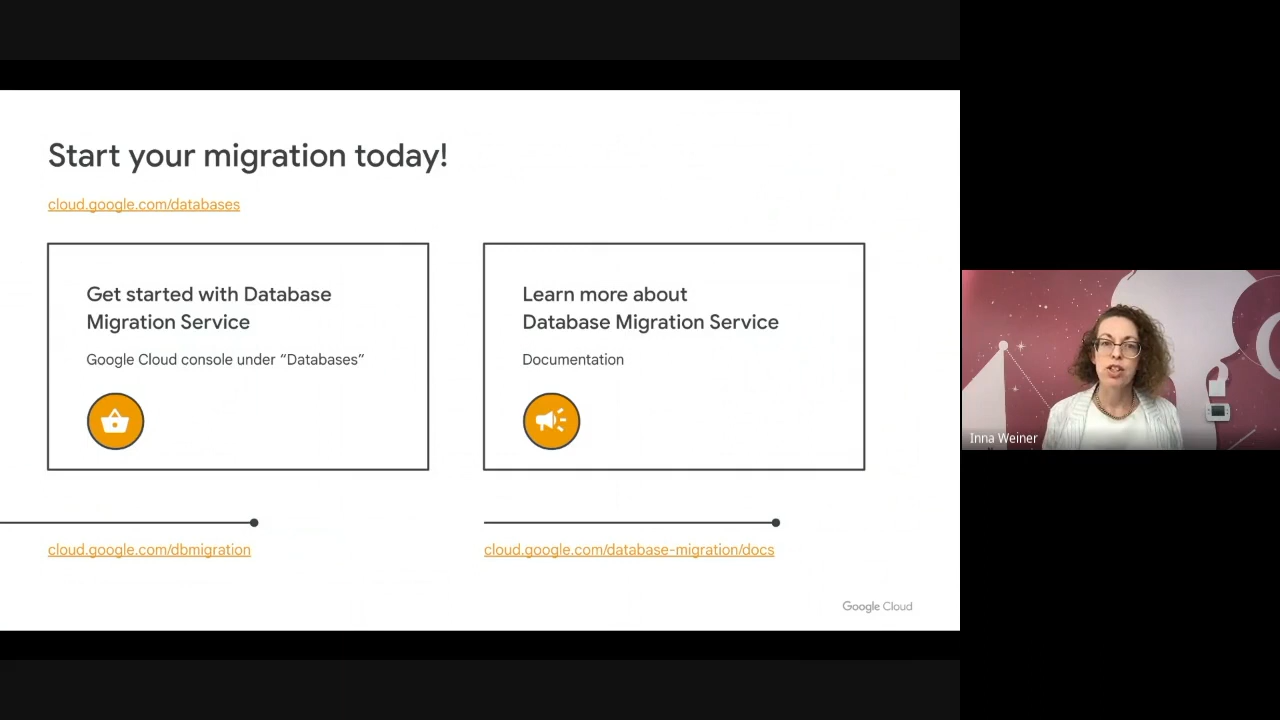 Start your migration today!
cloud.google.com/databases
Get started with Database
Migration Service
Google Cloud console under “Databases”
Learn more about
Database Migration Service
Documentation
cloud.google.com/dbmigration
cloud.google.com/database-migration/docs
Google Cloud
Inna Weiner